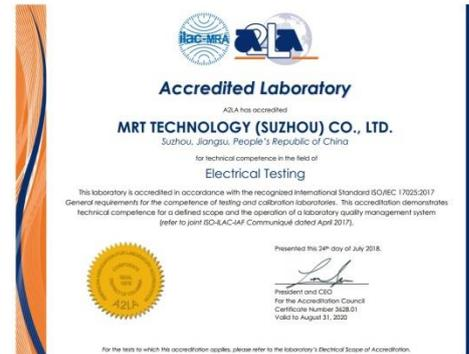 ilac-MRA
A2LA
Accredited Laboratory
A2LA has accredited
MRT TECHNOLOGY (SUZHOU) CO., LTD.
Suzhou, Jiangsu, People's Republic of China
for technical competence in the field of
Electrical Testing
This laboratory is accredited in accordance with the recognized International Standard ISO/IEC 17025:2017
General requirements for the competence of testing and calibration laboratories. This accreditation demonstrates
technical competence for a defined scope and the operation of a laboratory quality management system
(refer to joint ISO-ILAC-IAF Communiqué dated April 2017).
Presented this 24th day of July 2018.
President and CEO
For the Accreditation Council
Certificate Number 3628.01
Valid to August 31, 2020
CORPORATE
SEAL
1978
A2LA
For the tests to which this accreditation applies, please refer to the laboratory's Electrical Scope of Accreditation.